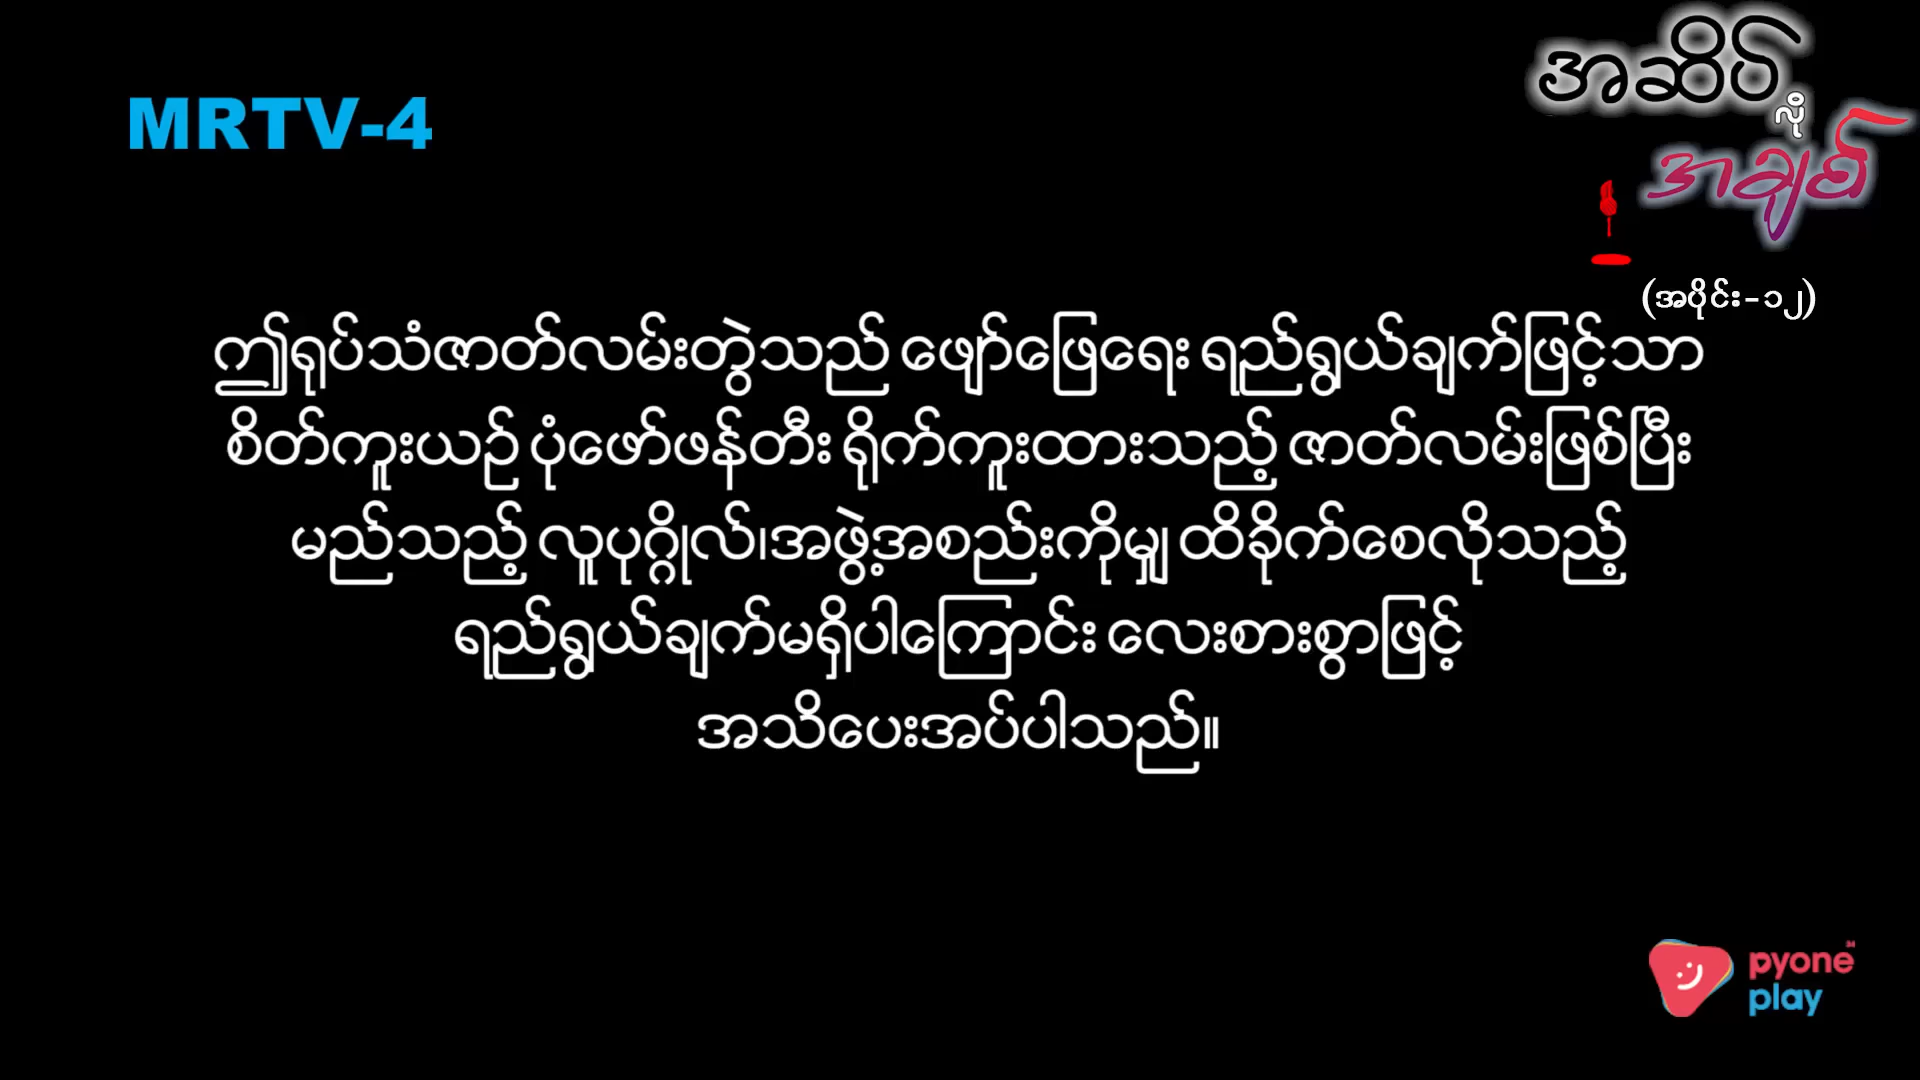 MRTV-4
အဆိပ်
လို
အချစ်
(အပိုင်း-၁၂)
ဤရုပ်သံဇာတ်လမ်းတွဲသည် ဖျော်ဖြေရေး ရည်ရွယ်ချက်ဖြင့်သာ
စိတ်ကူးယဉ် ပုံဖော်ဖန်တီး ရိုက်ကူးထားသည့် ဇာတ်လမ်းဖြစ်ပြီး
မည်သည့် လူပုဂ္ဂိုလ်၊အဖွဲ့အစည်းကိုမျှ ထိခိုက်စေလိုသည့်
ရည်ရွယ်ချက်မရှိပါကြောင်း လေးစားစွာဖြင့်
အသိပေးအပ်ပါသည်။
pyone
play